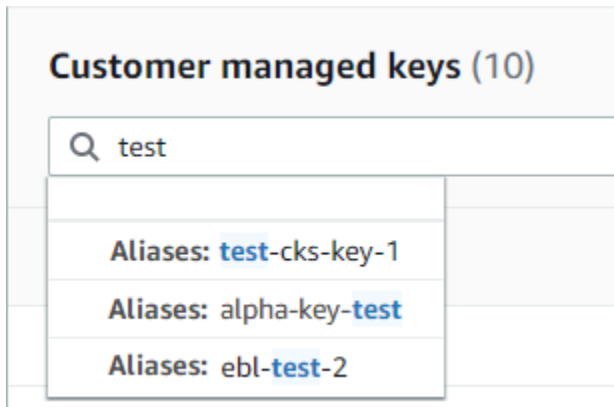 Customer managed keys (10)
test
Aliases: test-cks-key-1
Aliases: alpha-key-test
Aliases: ebl-test-2